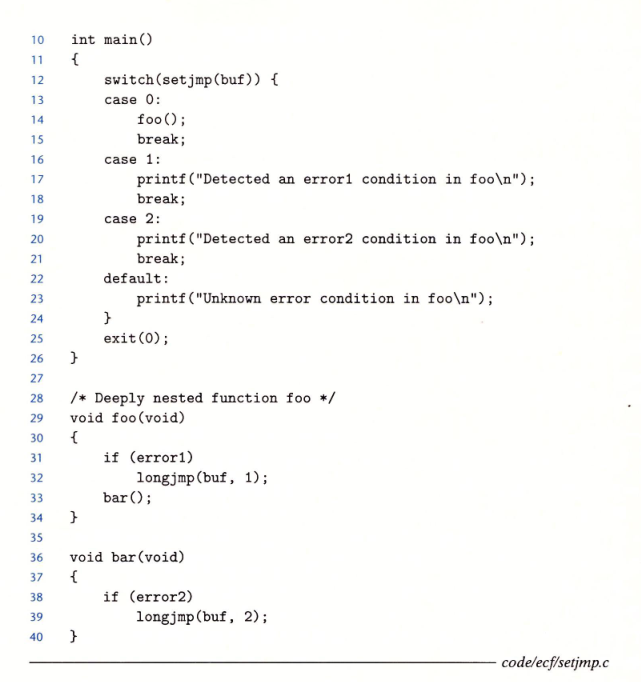 10 int main()
11 {
12     switch(setjmp(buf)) {
13     case 0:
14         foo();
15         break;
16     case 1:
17         printf("Detected an error1 condition in foo\n");
18         break;
19     case 2:
20         printf("Detected an error2 condition in foo\n");
21         break;
22     default:
23         printf("Unknown error condition in foo\n");
24     }
25     exit(0);
26 }
27
28 /* Deeply nested function foo */
29 void foo(void)
30 {
31     if (error1)
32         longjmp(buf, 1);
33     bar();
34 }
35
36 void bar(void)
37 {
38     if (error2)
39         longjmp(buf, 2);
40 }
code/ecf/setjmp.c